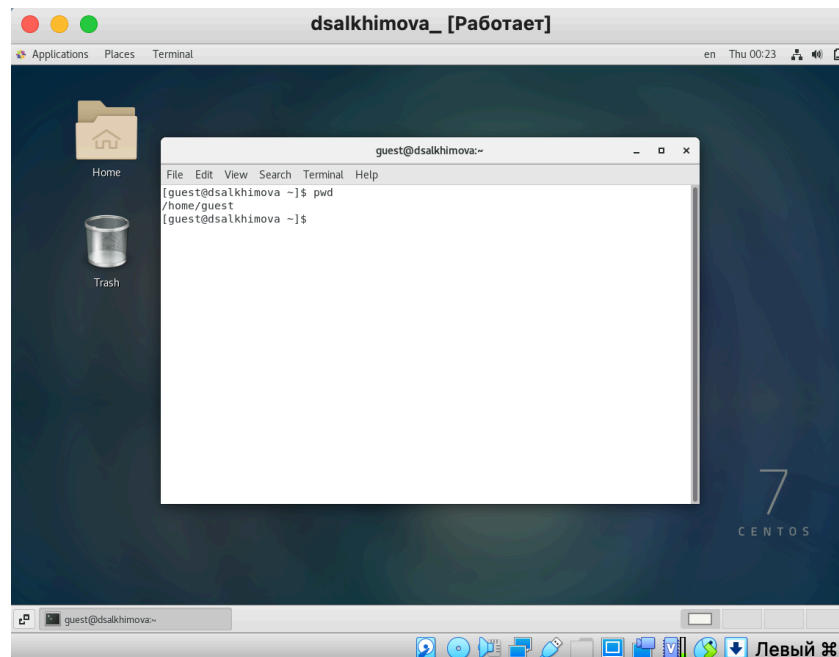 dsalkhimova_ [Работает]
Applications Places Terminal en Thu 00:23
guest@dsalkhimova:~
Home
File Edit View Search Terminal Help
[guest@dsalkhimova ~]$ pwd
/home/guest
[guest@dsalkhimova ~]$
Trash
7
CENTOS
guest@dsalkhimova:~
Левый ⌘